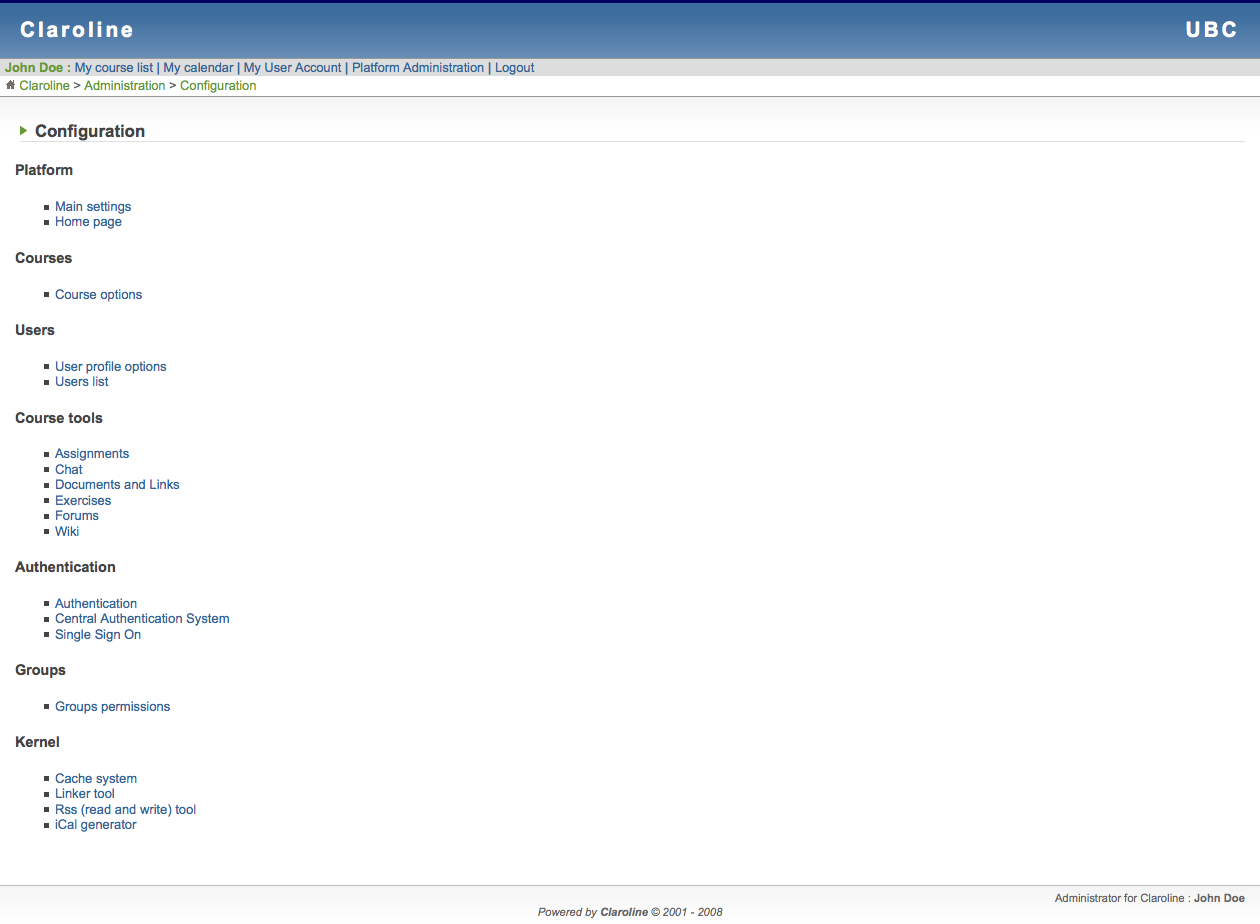 Claroline UBC
John Doe : My course list | My calendar | My User Account | Platform Administration | Logout
Claroline > Administration > Configuration
Configuration
Platform
Main settings
Home page
Courses
Course options
Users
User profile options
Users list
Course tools
Assignments
Chat
Documents and Links
Exercises
Forums
Wiki
Authentication
Authentication
Central Authentication System
Single Sign On
Groups
Groups permissions
Kernel
Cache system
Linker tool
Rss (read and write) tool
iCal generator
Administrator for Claroline : John Doe
Powered by Claroline © 2001 - 2008